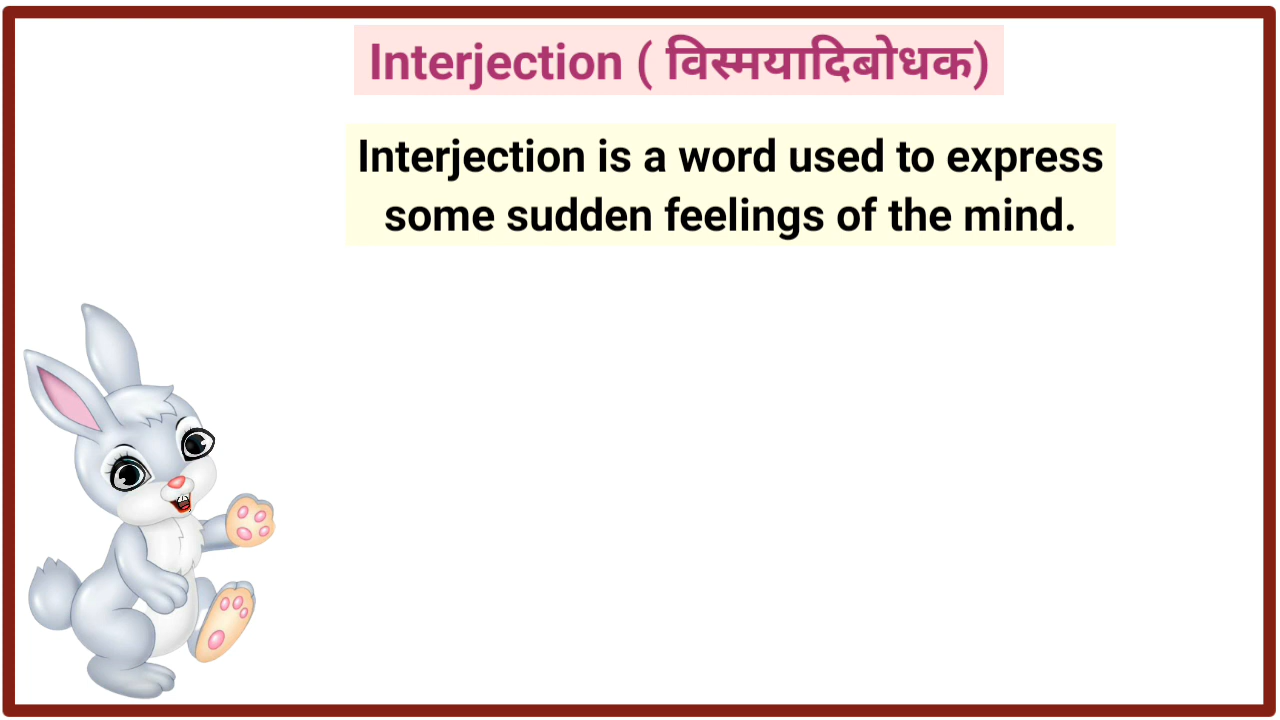 Interjection ( विस्मयादिबोधक)
Interjection is a word used to express
some sudden feelings of the mind.